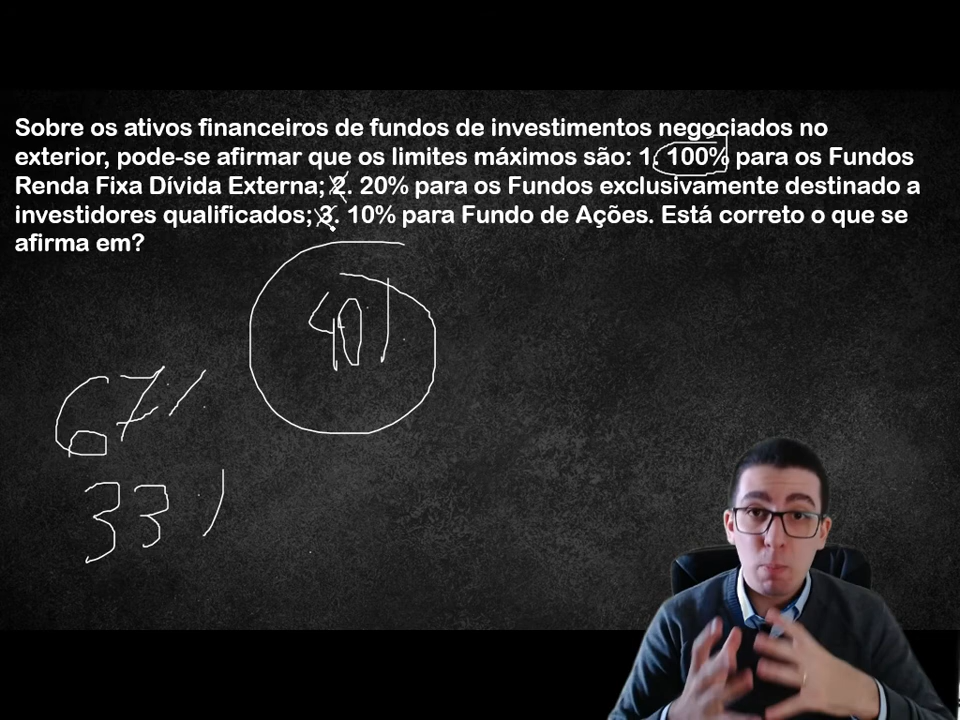 Sobre os ativos financeiros de fundos de investimentos negociados no
exterior, pode-se afirmar que os limites máximos são: 1. 100% para os Fundos
Renda Fixa Dívida Externa; 2. 20% para os Fundos exclusivamente destinado a
investidores qualificados; 3. 10% para Fundo de Ações. Está correto o que se
afirma em?
40%
67%
33%